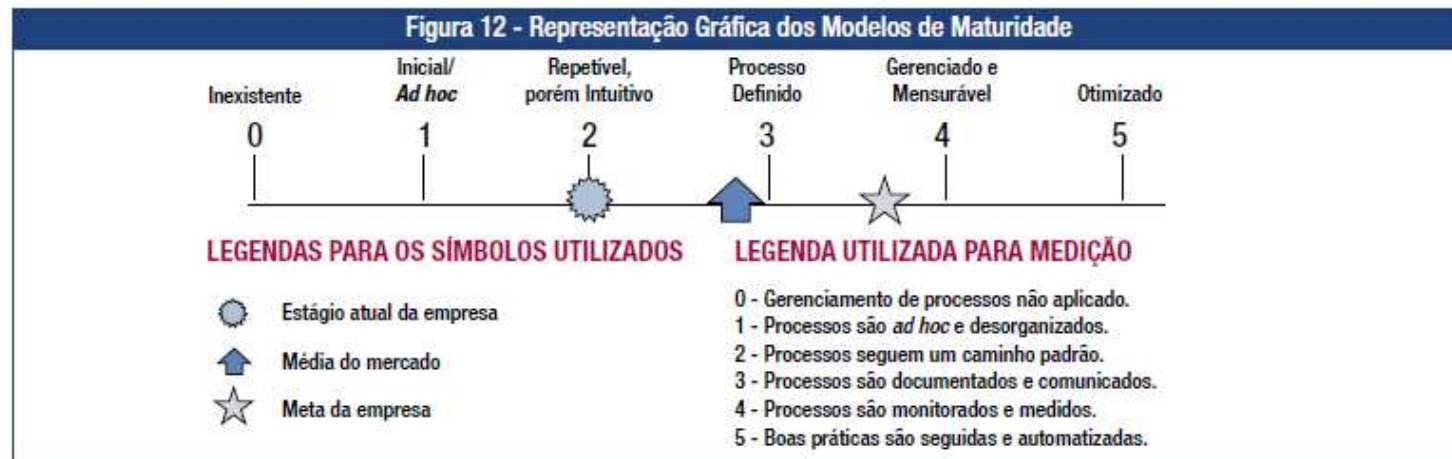 Figura 12 - Representação Gráfica dos Modelos de Maturidade
Inexistente
Inicial/
Ad hoc
Repetível,
porém Intuitivo
Processo
Definido
Gerenciado e
Mensurável
Otimizado
0 1 2 3 4 5
LEGENDAS PARA OS SÍMBOLOS UTILIZADOS
Estágio atual da empresa
Média do mercado
Meta da empresa
LEGENDA UTILIZADA PARA MEDIÇÃO
0 - Gerenciamento de processos não aplicado.
1 - Processos são ad hoc e desorganizados.
2 - Processos seguem um caminho padrão.
3 - Processos são documentados e comunicados.
4 - Processos são monitorados e medidos.
5 - Boas práticas são seguidas e automatizadas.